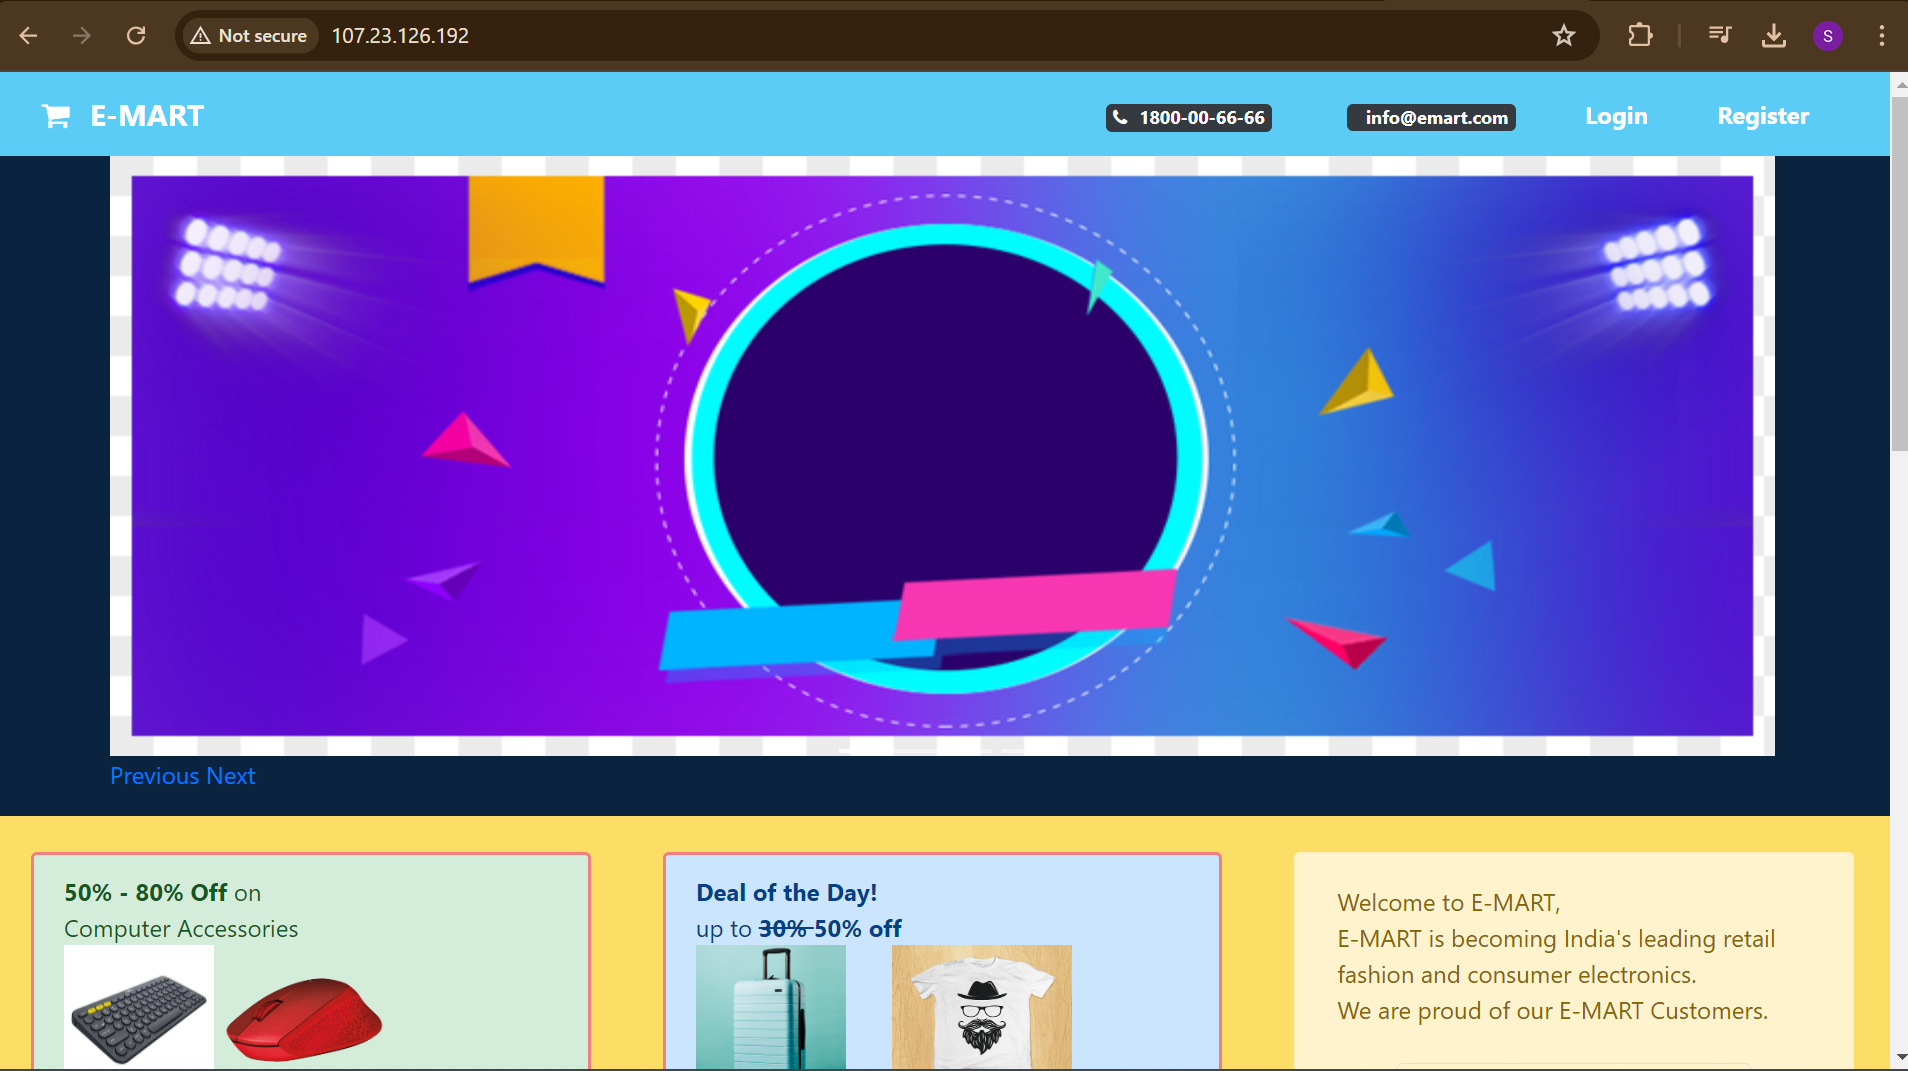 Not secure 107.23.126.192 S
E-MART 1800-00-66-66 info@emart.com Login Register
Previous Next
50% - 80% Off on
Computer Accessories
Deal of the Day!
up to 30% 50% off
Welcome to E-MART,
E-MART is becoming India's leading retail
fashion and consumer electronics.
We are proud of our E-MART Customers.